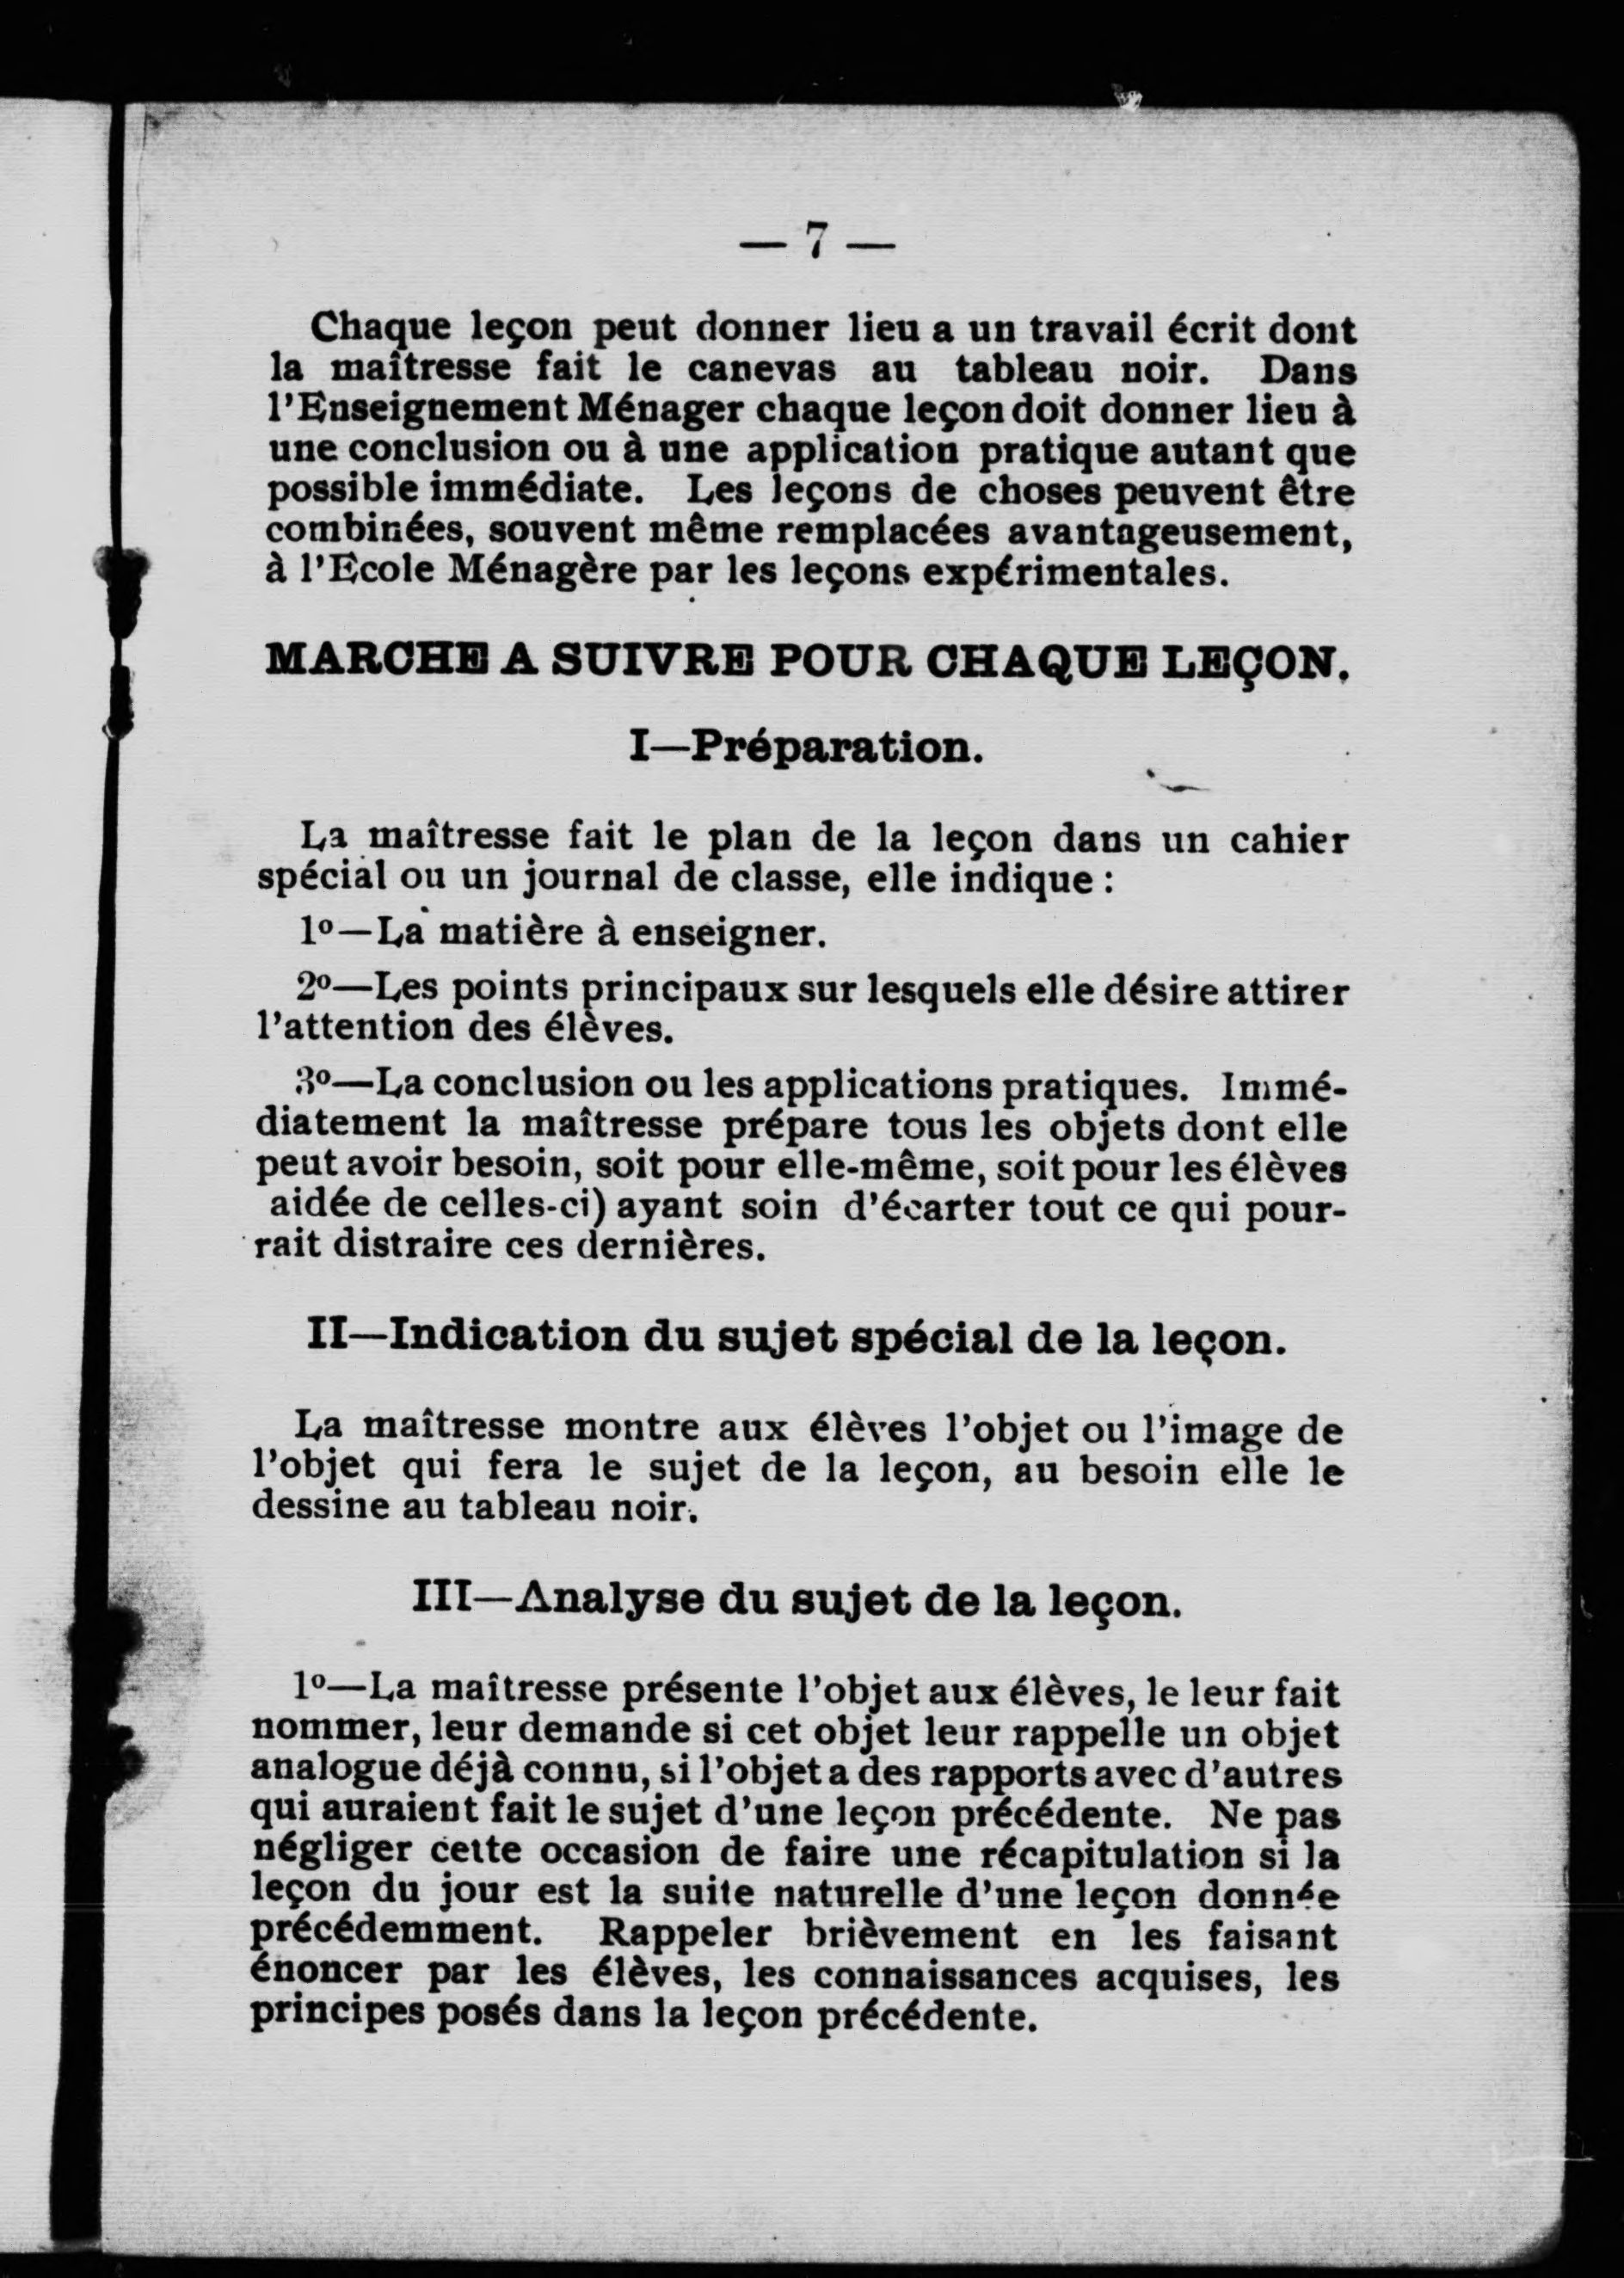 — 7 —
Chaque leçon peut donner lieu a un travail écrit dont
la maîtresse fait le canevas au tableau noir. Dans
l'Enseignement Ménager chaque leçon doit donner lieu à
une conclusion ou à une application pratique autant que
possible immédiate. Les leçons de choses peuvent être
combinées, souvent même remplacées avantageusement,
à l'Ecole Ménagère par les leçons expérimentales.
MARCHE A SUIVRE POUR CHAQUE LEÇON.
I—Préparation.
La maîtresse fait le plan de la leçon dans un cahier
spécial ou un journal de classe, elle indique :
1º—La matière à enseigner.
2º—Les points principaux sur lesquels elle désire attirer
l'attention des élèves.
3º—La conclusion ou les applications pratiques. Immé-
diatement la maîtresse prépare tous les objets dont elle
peut avoir besoin, soit pour elle-même, soit pour les élèves
aidée de celles-ci) ayant soin d'écarter tout ce qui pour-
rait distraire ces dernières.
II—Indication du sujet spécial de la leçon.
La maîtresse montre aux élèves l'objet ou l'image de
l'objet qui fera le sujet de la leçon, au besoin elle le
dessine au tableau noir.
III—Analyse du sujet de la leçon.
1º—La maîtresse présente l'objet aux élèves, le leur fait
nommer, leur demande si cet objet leur rappelle un objet
analogue déjà connu, si l'objet a des rapports avec d'autres
qui auraient fait le sujet d'une leçon précédente. Ne pas
négliger cette occasion de faire une récapitulation si la
leçon du jour est la suite naturelle d'une leçon donnée
précédemment. Rappeler brièvement en les faisant
énoncer par les élèves, les connaissances acquises, les
principes posés dans la leçon précédente.